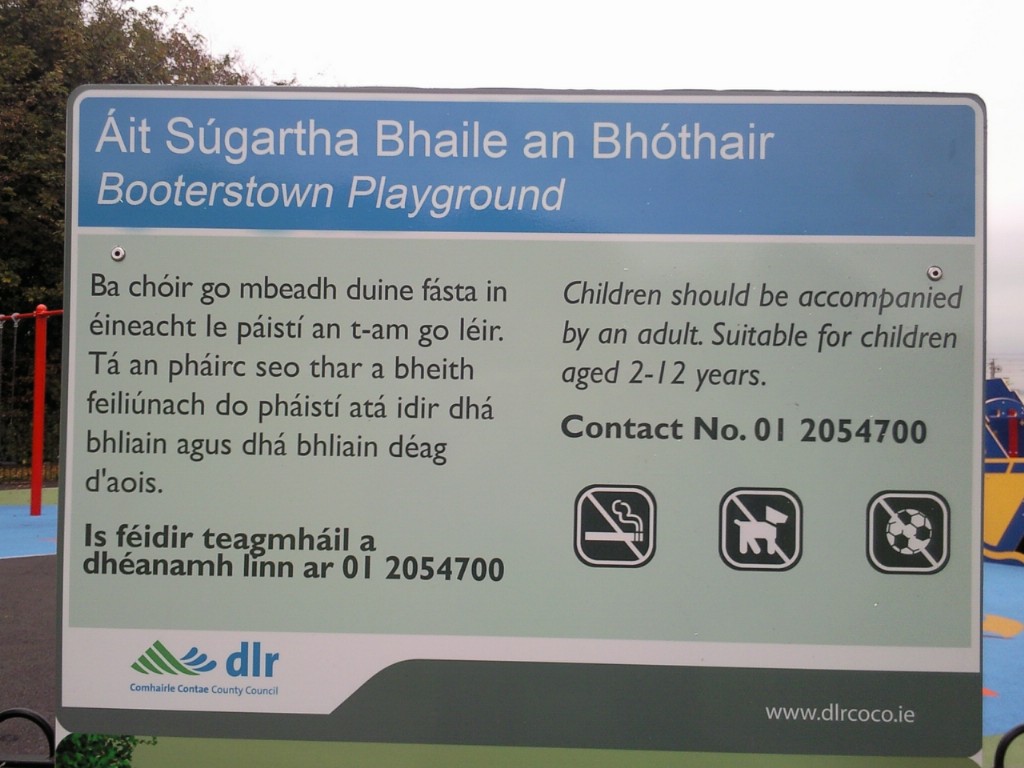 Áit Súgartha Bhaile an Bhóthair
Booterstown Playground
Ba chóir go mbeadh duine fásta in
éineacht le páistí an t-am go léir.
Tá an pháirc seo thar a bheith
feiliúnach do pháistí atá idir dhá
bhliain agus dhá bhliain déag
d'aois.
Is féidir teagmháil a
dhéanamh linn ar 01 2054700
Children should be accompanied
by an adult. Suitable for children
aged 2-12 years.
Contact No. 01 2054700
dlr
Comhairle Contae County Council
www.dlrcoco.ie